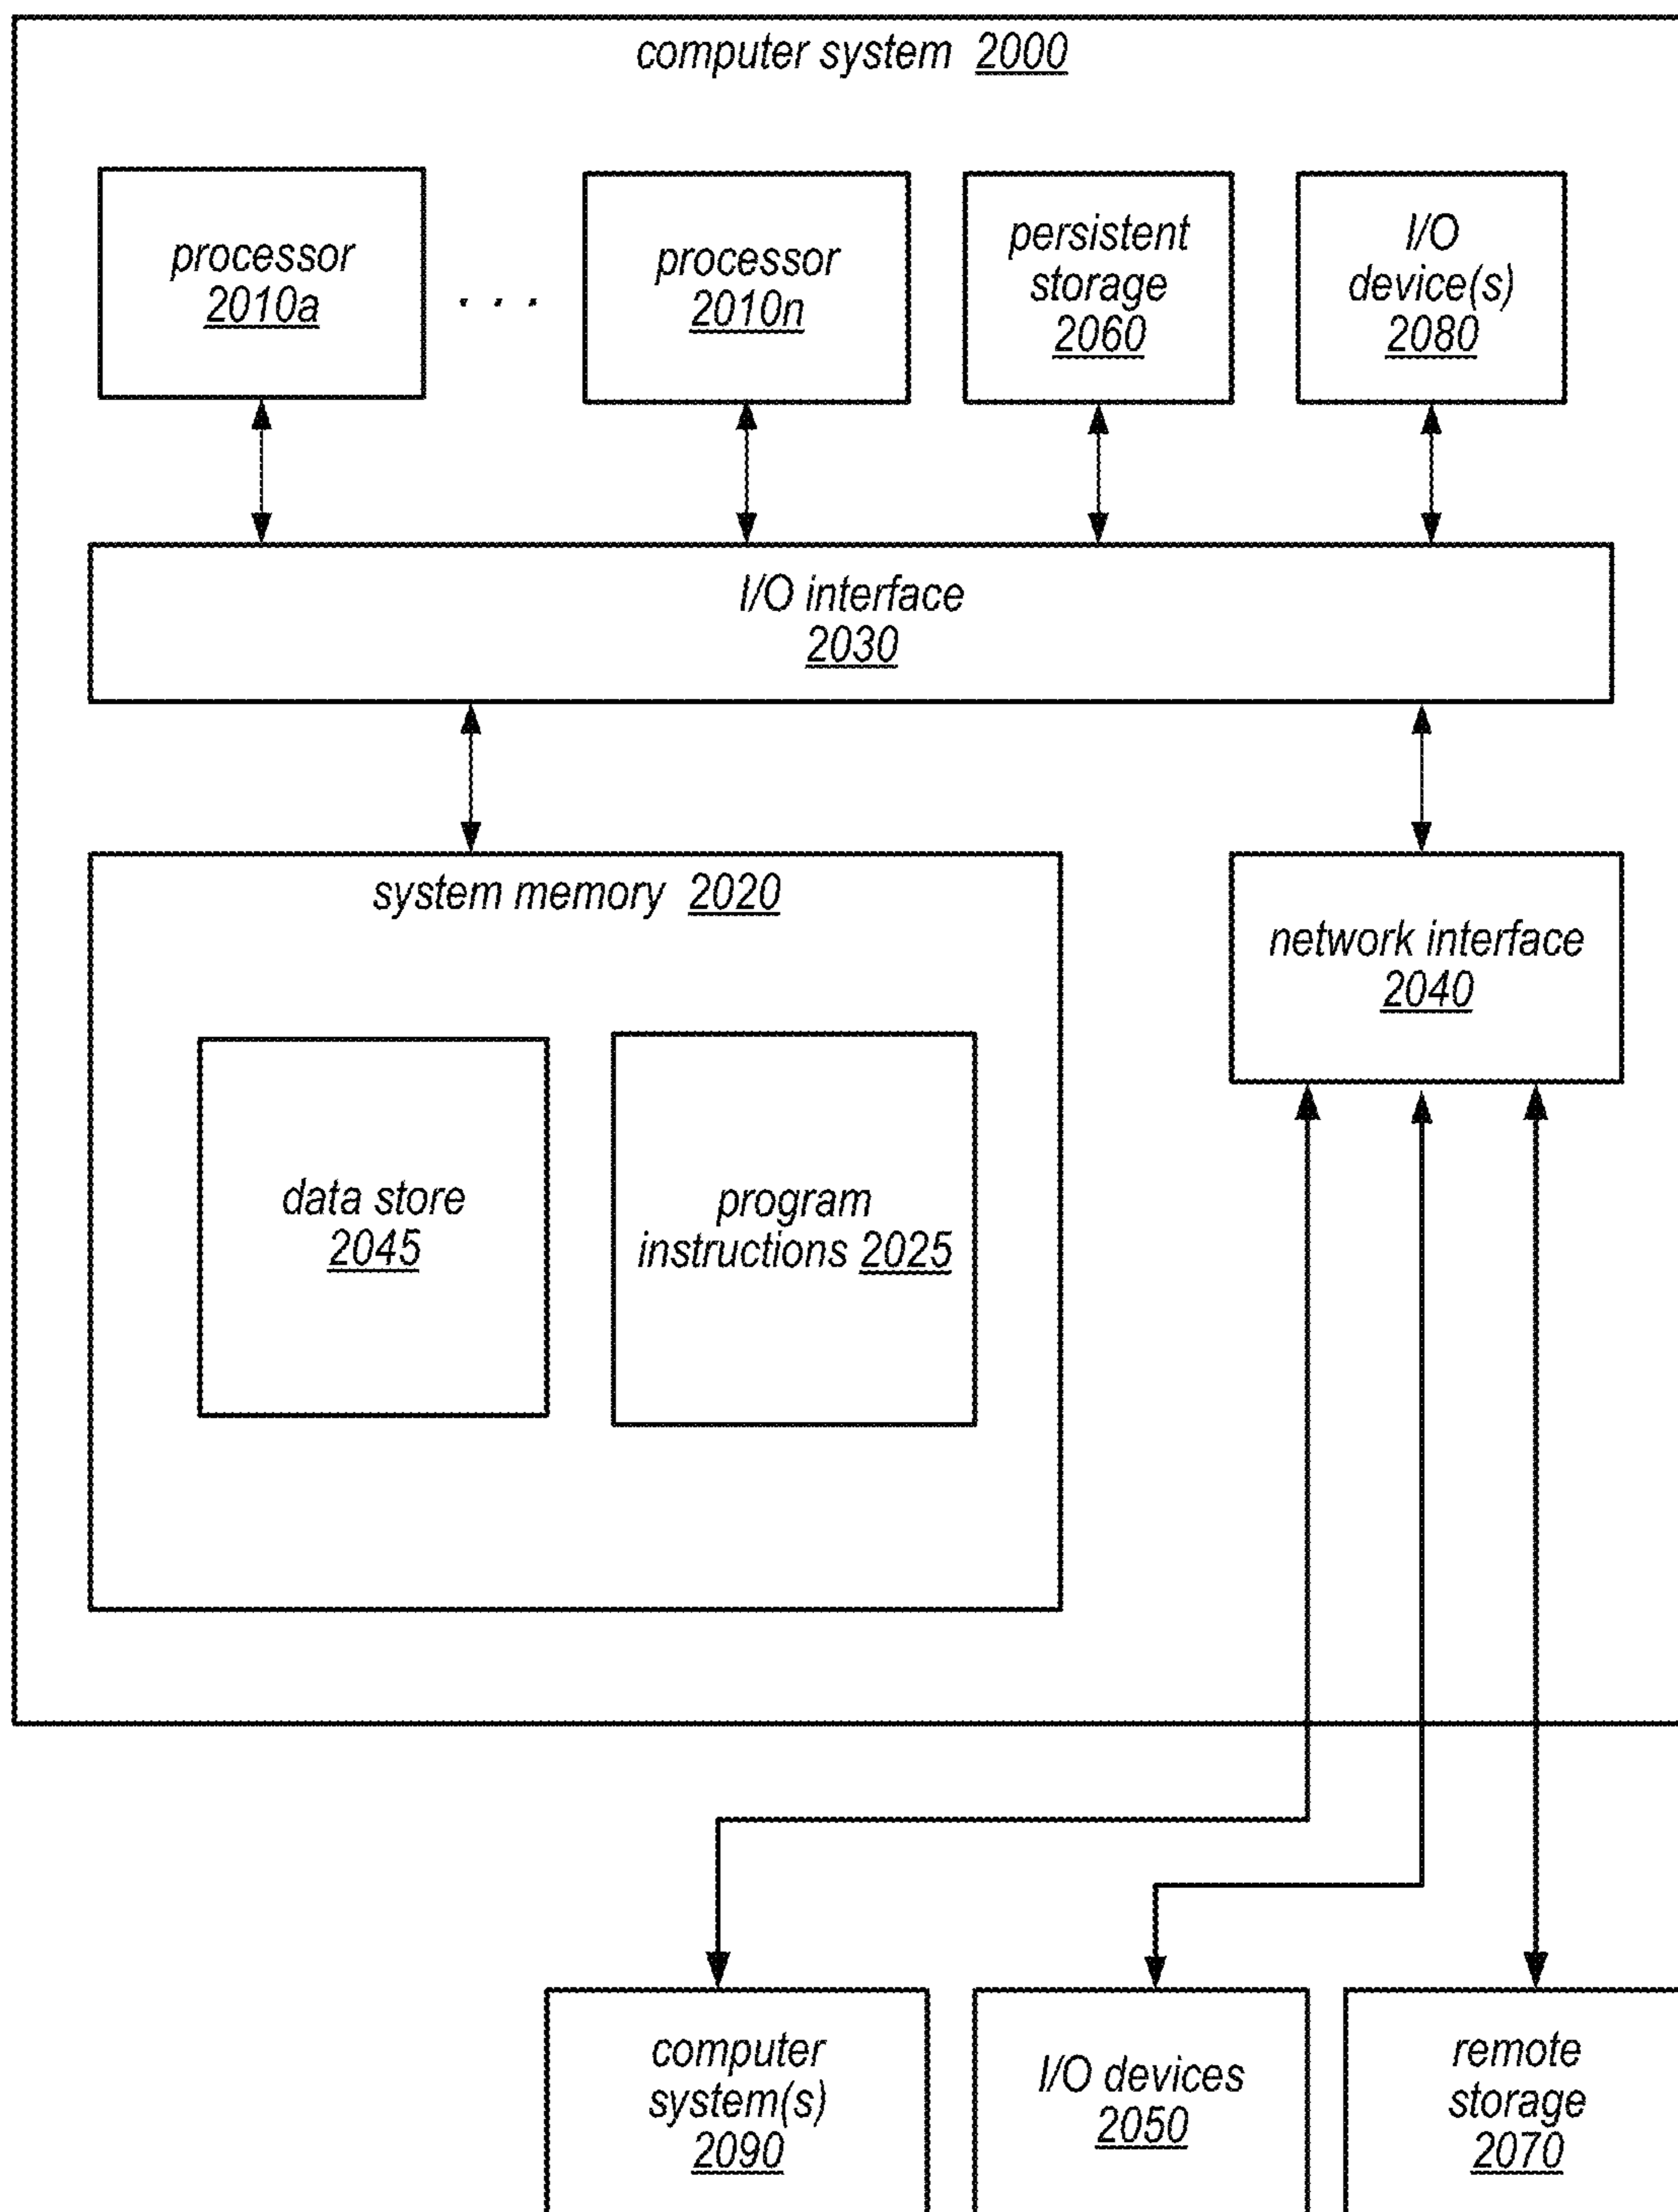 computer system 2000
processor
2010a
. . .
processor
2010n
persistent
storage
2060
I/O
device(s)
2080
I/O interface
2030
system memory 2020
network interface
2040
data store
2045
program
instructions 2025
computer
system(s)
2090
I/O devices
2050
remote
storage
2070